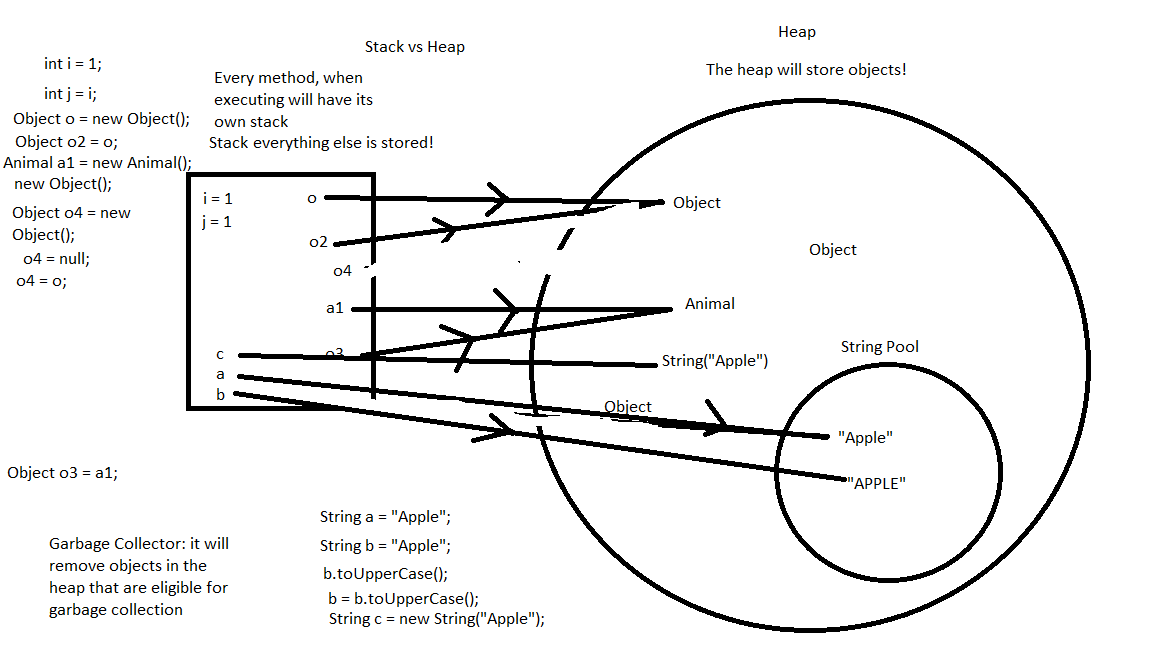 Stack vs Heap
Heap
The heap will store objects!
int i = 1;
int j = i;
Object o = new Object();
Object o2 = o;
Animal a1 = new Animal();
new Object();
Object o4 = new
Object();
o4 = null;
o4 = o;
Every method, when
executing will have its
own stack
Stack everything else is stored!
i = 1
j = 1
o
o2
o4
a1
o3
c
a
b
Object
Object
Animal
String("Apple")
Object
String Pool
"Apple"
"APPLE"
Object o3 = a1;
Garbage Collector: it will
remove objects in the
heap that are eligible for
garbage collection
String a = "Apple";
String b = "Apple";
b.toUpperCase();
b = b.toUpperCase();
String c = new String("Apple");